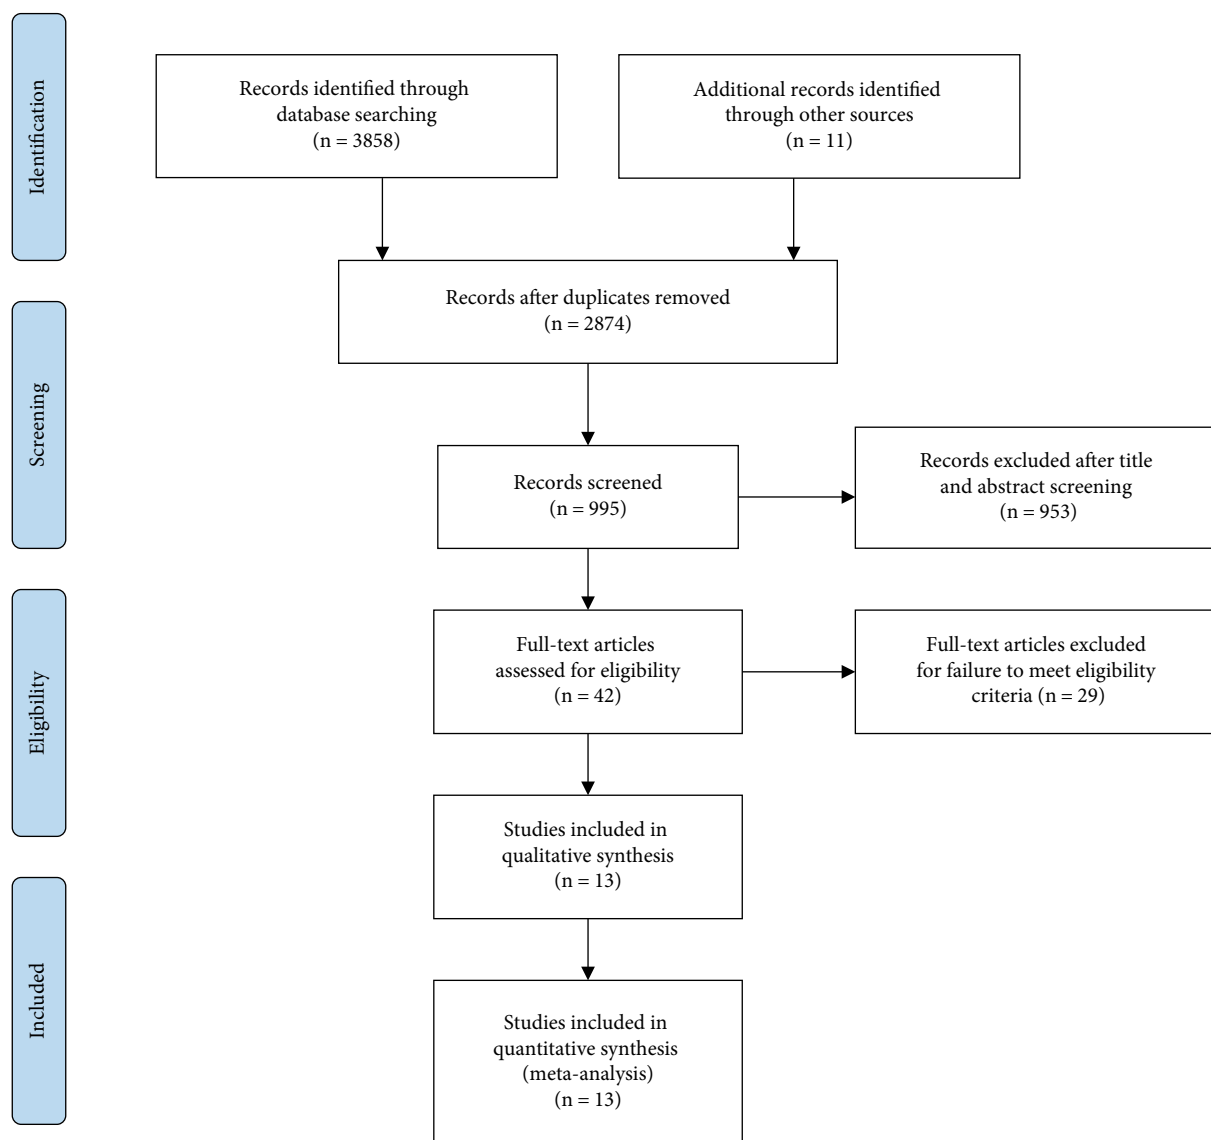 Identification
Records identified through
database searching
(n = 3858)
Additional records identified
through other sources
(n = 11)
Records after duplicates removed
(n = 2874)
Screening
Records screened
(n = 995)
Records excluded after title
and abstract screening
(n = 953)
Eligibility
Full-text articles
assessed for eligibility
(n = 42)
Full-text articles excluded
for failure to meet eligibility
criteria (n = 29)
Studies included in
qualitative synthesis
(n = 13)
Included
Studies included in
quantitative synthesis
(meta-analysis)
(n = 13)